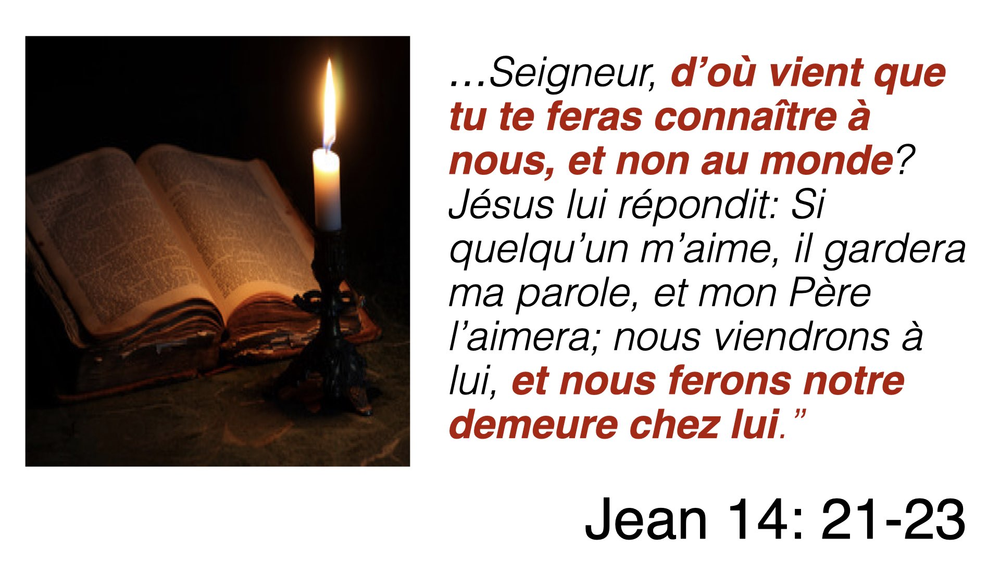 …Seigneur, d’où vient que
tu te feras connaître à
nous, et non au monde?
Jésus lui répondit: Si
quelqu’un m’aime, il gardera
ma parole, et mon Père
l’aimera; nous viendrons à
lui, et nous ferons notre
demeure chez lui.”
Jean 14: 21-23